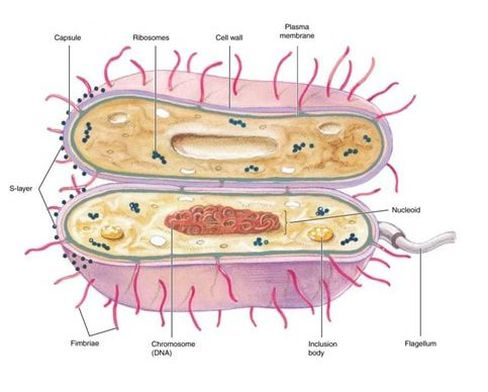 Plasma
membrane
Capsule
Ribosomes
Cell wall
S-layer
Nucleoid
Fimbriae
Chromosome
(DNA)
Inclusion
body
Flagellum